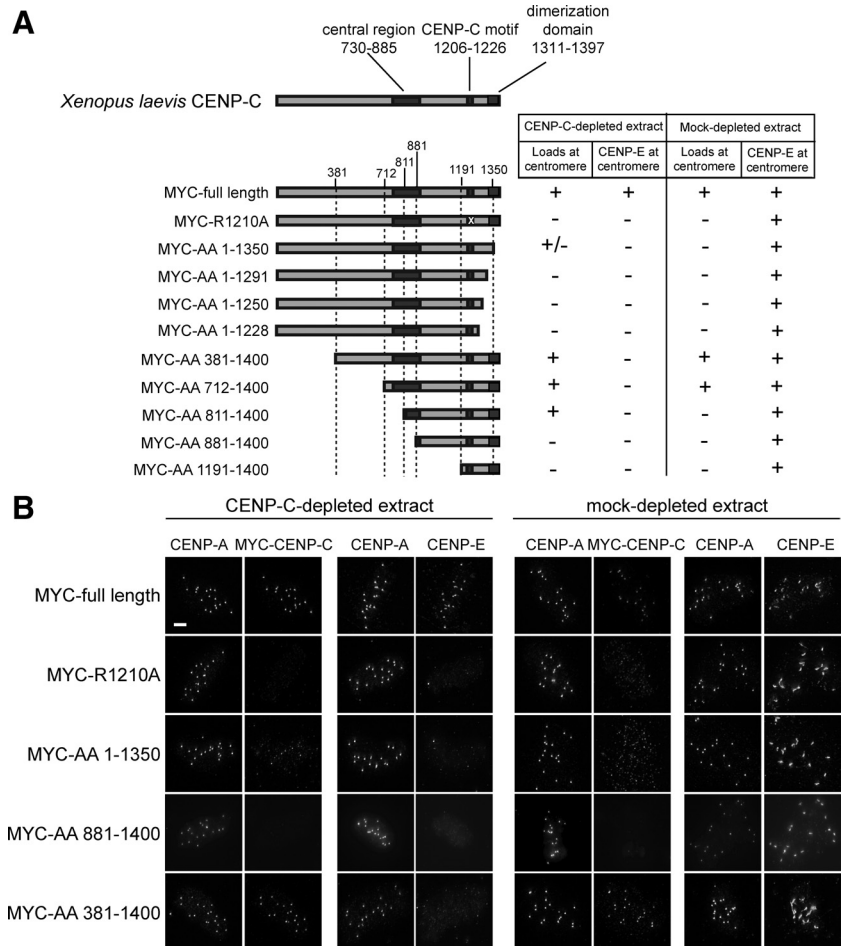 A
central region
730-885
CENP-C motif
1206-1226
dimerization
domain
1311-1397
Xenopus laevis CENP-C
CENP-C-depleted extract
Mock-depleted extract
Loads at
centromere
CENP-E at
centromere
Loads at
centromere
CENP-E at
centromere
381
712
811
881
1191
1350
MYC-full length + + + +
MYC-R1210A X - - - +
MYC-AA 1-1350 +/- - - +
MYC-AA 1-1291 - - - +
MYC-AA 1-1250 - - - +
MYC-AA 1-1228 - - - +
MYC-AA 381-1400 + - + +
MYC-AA 712-1400 + - + +
MYC-AA 811-1400 + - - +
MYC-AA 881-1400 - - - +
MYC-AA 1191-1400 - - - +
B
CENP-C-depleted extract
mock-depleted extract
CENP-A MYC-CENP-C CENP-A CENP-E CENP-A MYC-CENP-C CENP-A CENP-E
MYC-full length
MYC-R1210A
MYC-AA 1-1350
MYC-AA 881-1400
MYC-AA 381-1400